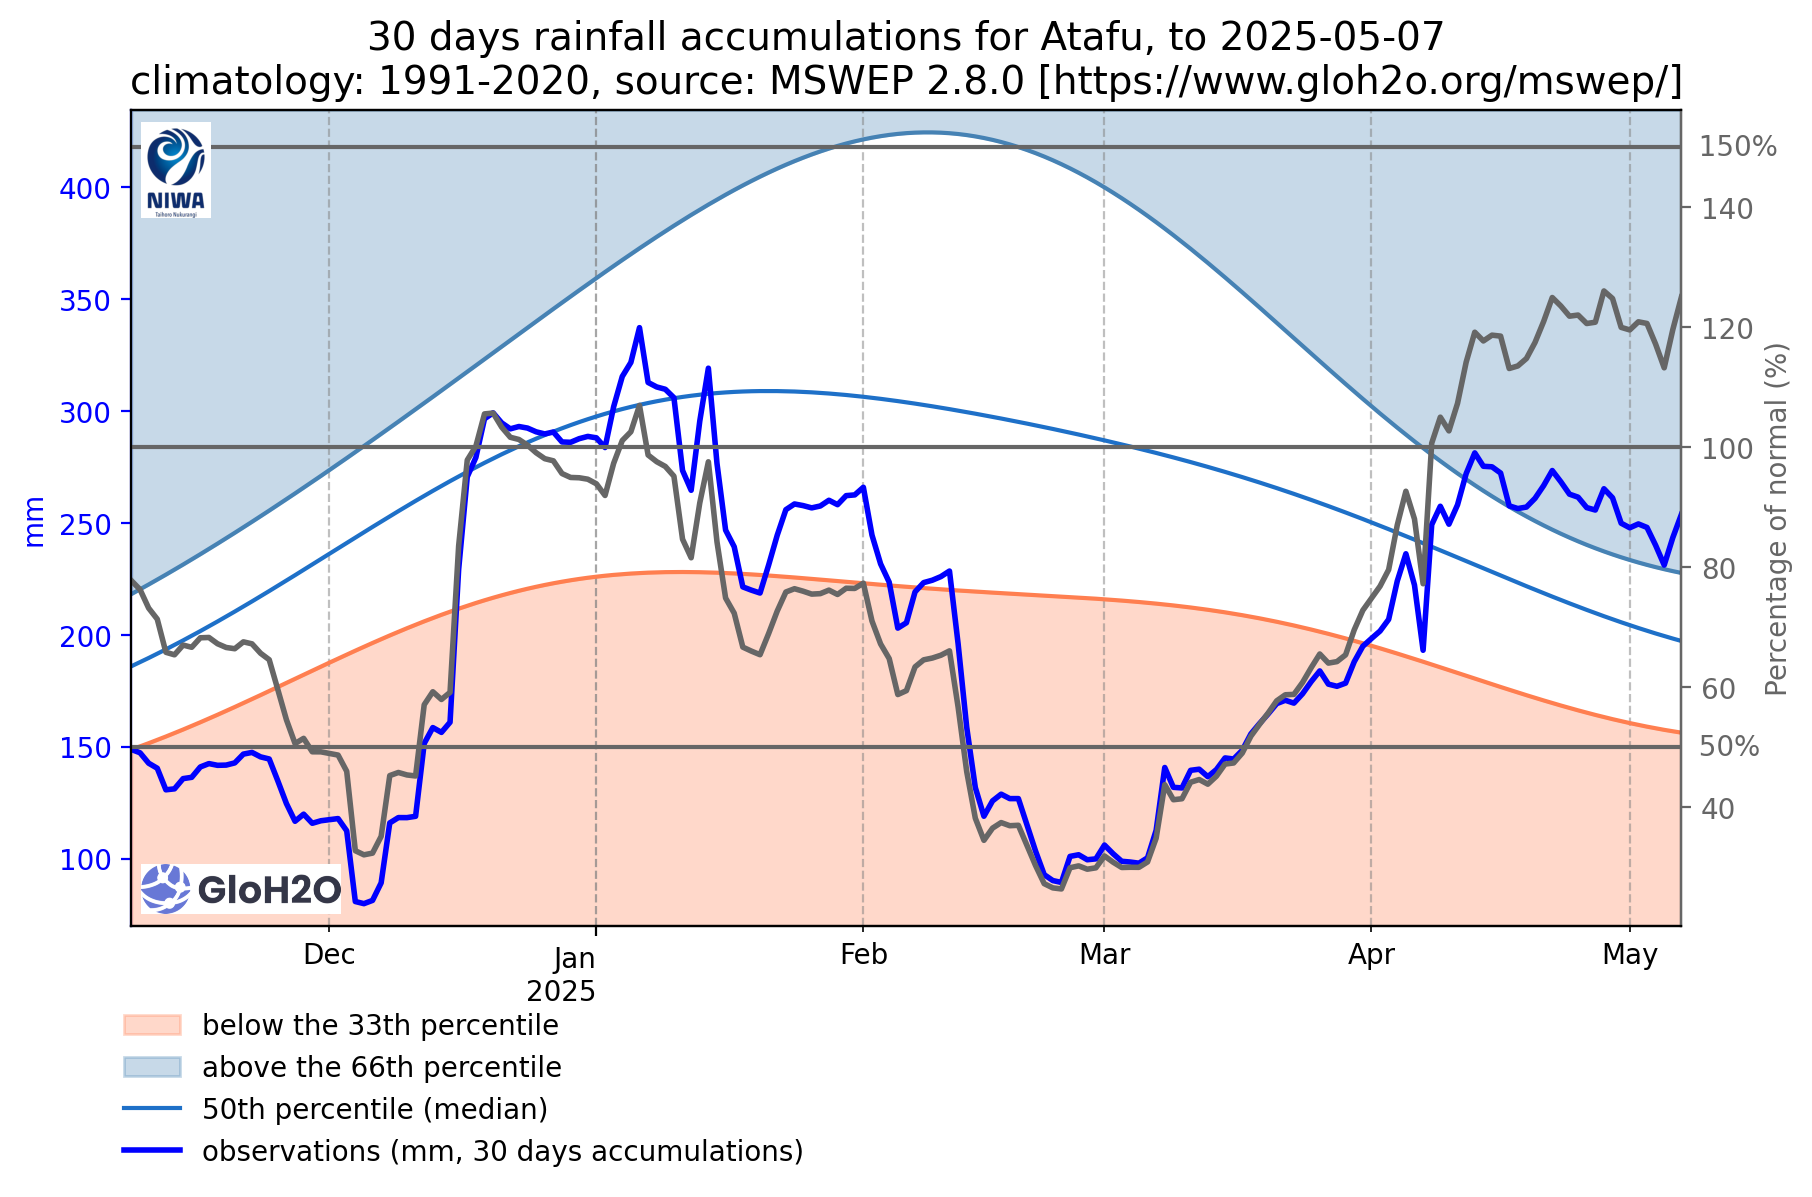 30 days rainfall accumulations for Atafu, to 2025-05-07
climatology: 1991-2020, source: MSWEP 2.8.0 [https://www.gloh2o.org/mswep/]
NIWA
Taihoro Nukurangi
mm
400
350
300
250
200
150
100
150%
140
120
100
80
60
50%
40
Percentage of normal (%)
GloH2O
Dec
Jan
2025
Feb
Mar
Apr
May
below the 33th percentile
above the 66th percentile
50th percentile (median)
observations (mm, 30 days accumulations)